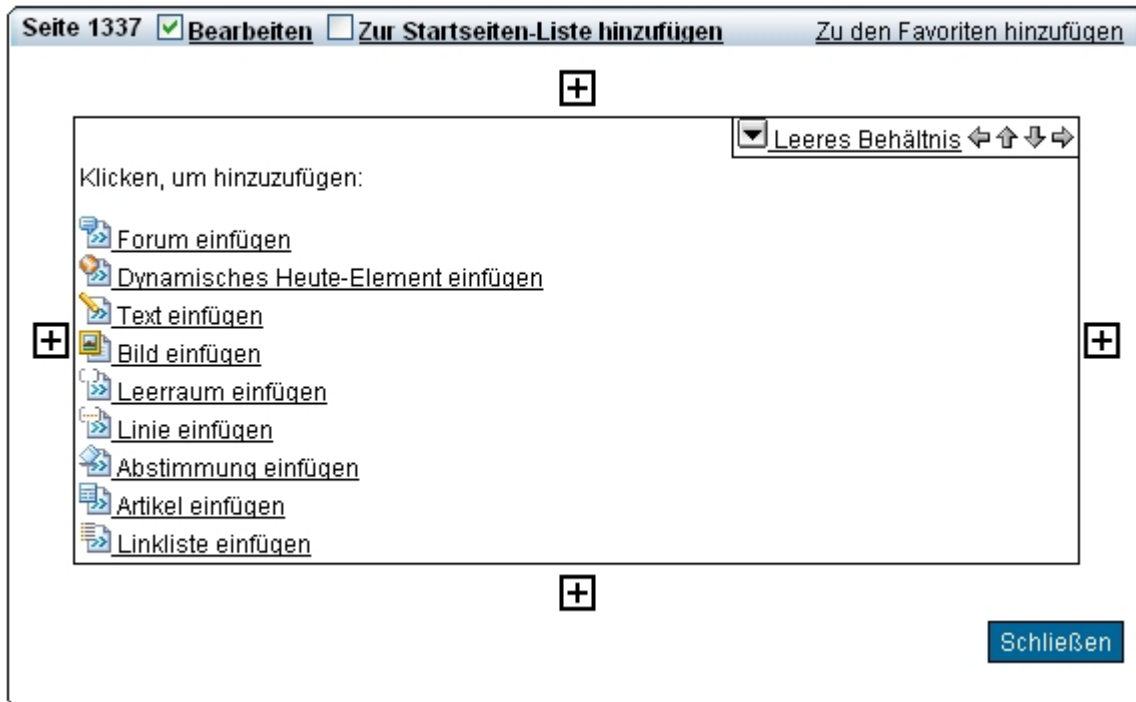 Seite 1337 Bearbeiten Zur Startseiten-Liste hinzufügen Zu den Favoriten hinzufügen
Leeres Behältnis
Klicken, um hinzuzufügen:
Forum einfügen
Dynamisches Heute-Element einfügen
Text einfügen
Bild einfügen
Leerraum einfügen
Linie einfügen
Abstimmung einfügen
Artikel einfügen
Linkliste einfügen
Schließen